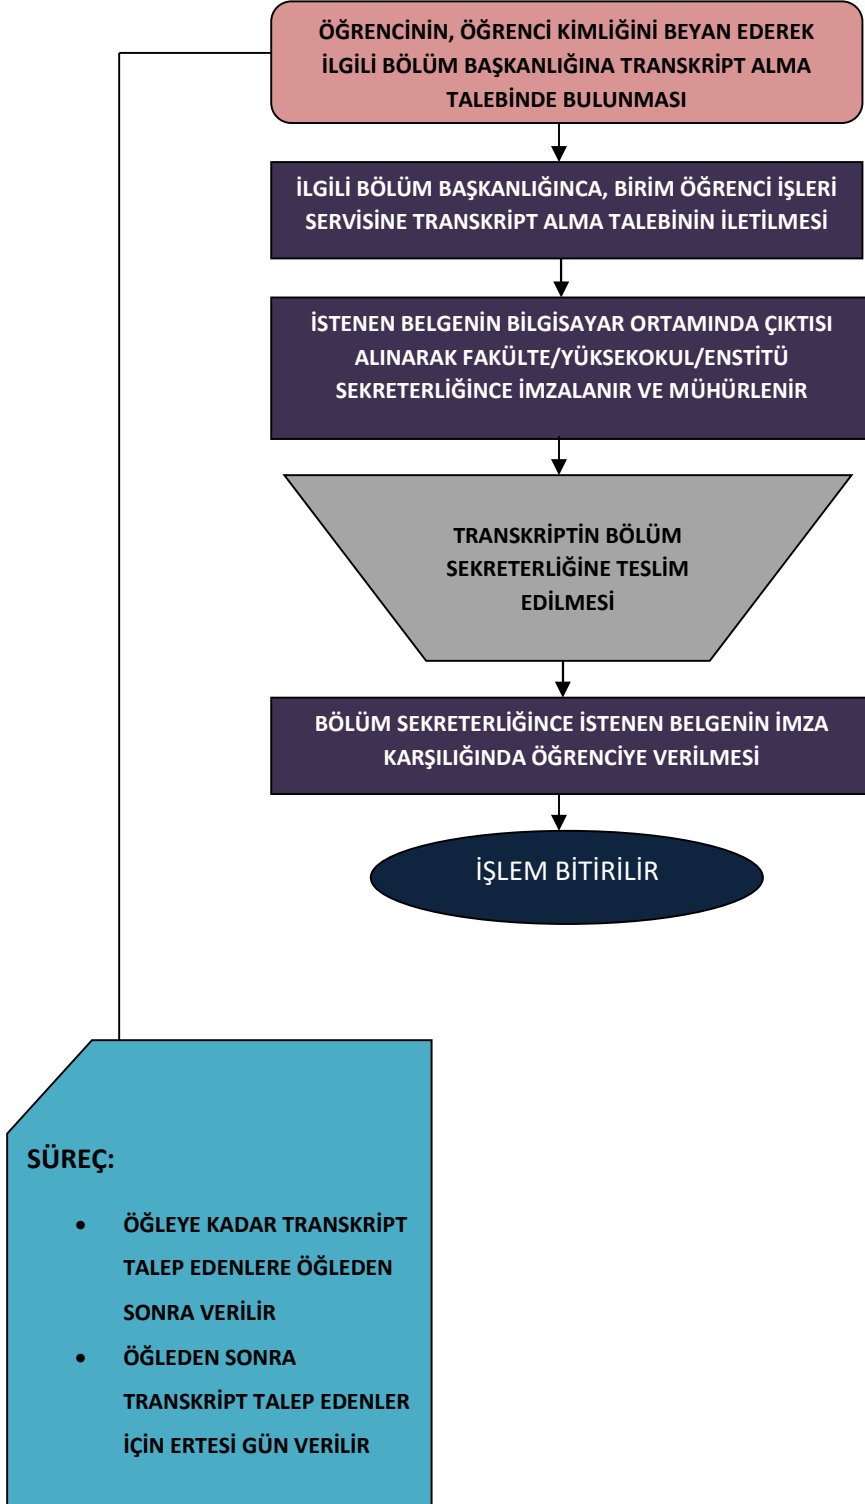 ÖĞRENCİNİN, ÖĞRENCİ KİMLİĞİNİ BEYAN EDEREK
İLGİLİ BÖLÜM BAŞKANLIĞINA TRANSKRİPT ALMA
TALEBİNDE BULUNMASI
İLGİLİ BÖLÜM BAŞKANLIĞINCA, BİRİM ÖĞRENCİ İŞLERİ
SERVİSİNE TRANSKRİPT ALMA TALEBİNİN İLETİLMESİ
İSTENEN BELGENİN BİLGİSAYAR ORTAMINDA ÇIKTISI
ALINARAK FAKÜLTE/YÜKSEKOKUL/ENSTİTÜ
SEKRETERLİĞİNCE İMZALANIR VE MÜHÜRLENİR
TRANSKRİPTİN BÖLÜM
SEKRETERLİĞİNE TESLİM
EDİLMESİ
BÖLÜM SEKRETERLİĞİNCE İSTENEN BELGENİN İMZA
KARŞILIĞINDA ÖĞRENCİYE VERİLMESİ
İŞLEM BİTİRİLİR
SÜREÇ:
• ÖĞLEYE KADAR TRANSKRİPT
TALEP EDENLERE ÖĞLEDEN
SONRA VERİLİR
• ÖĞLEDEN SONRA
TRANSKRİPT TALEP EDENLER
İÇİN ERTESİ GÜN VERİLİR